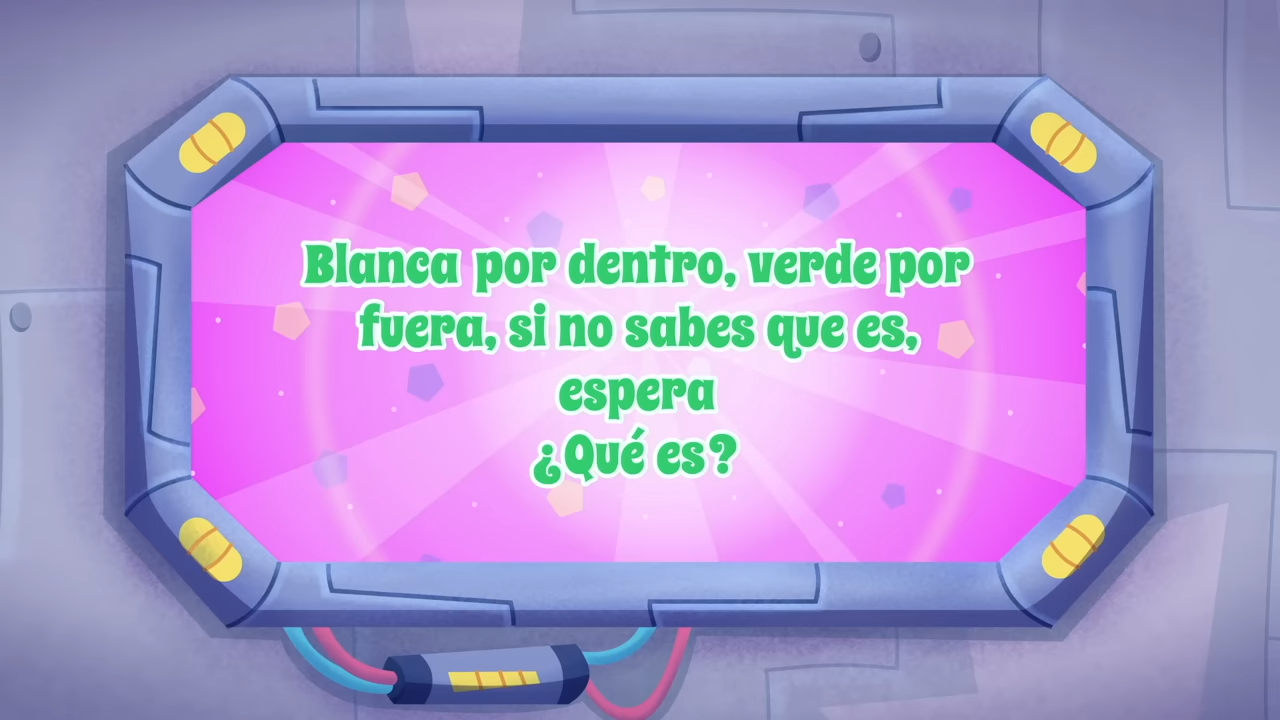 Blanca por dentro, verde por
fuera, si no sabes que es,
espera
¿Qué es?